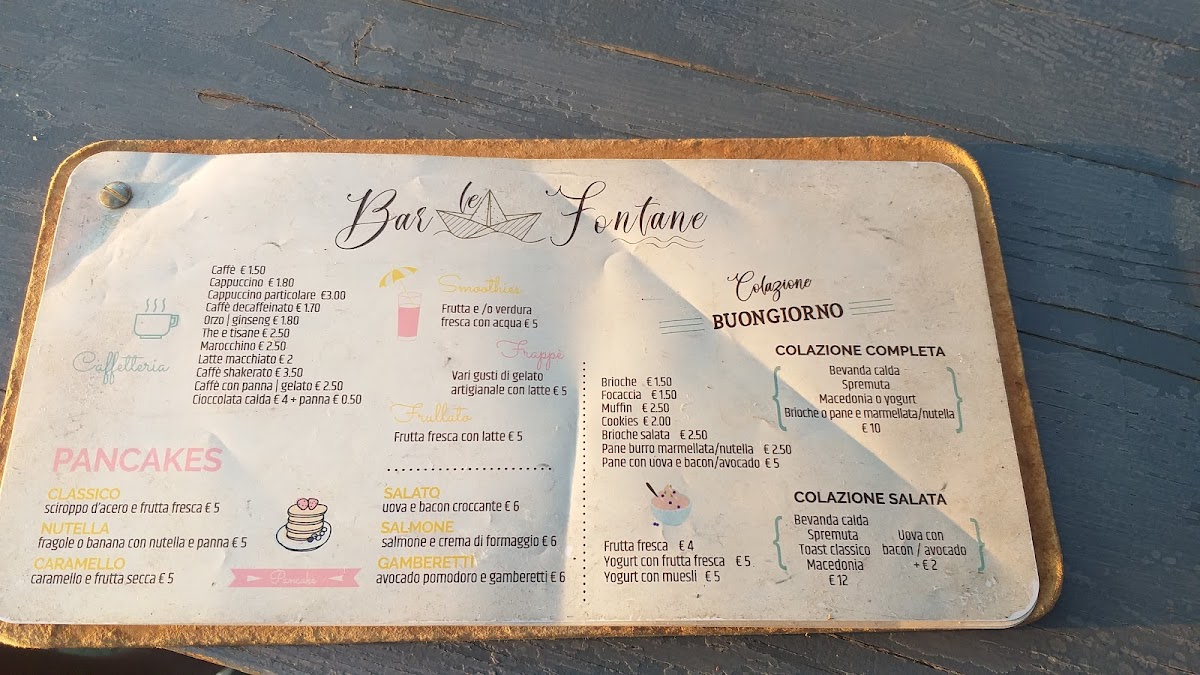 Bar le Fontane
Caffetteria
Caffè € 1.50
Cappuccino € 1.80
Cappuccino particolare €3.00
Caffè decaffeinato € 1.70
Orzo | ginseng € 1.80
The e tisane € 2.50
Marocchino € 2.50
Latte macchiato € 2
Caffè shakerato € 3.50
Caffè con panna | gelato € 2.50
Cioccolata calda € 4 + panna € 0.50
Smoothies
Frutta e /o verdura
fresca con acqua € 5
Frappè
Vari gusti di gelato
artigianale con latte € 5
Frullato
Frutta fresca con latte € 5
PANCAKES
CLASSICO
sciroppo d'acero e frutta fresca € 5
NUTELLA
fragole o banana con nutella e panna € 5
CARAMELLO
caramello e frutta secca € 5
Pancake
SALATO
uova e bacon croccante € 6
SALMONE
salmone e crema di formaggio € 6
GAMBERETTI
avocado pomodoro e gamberetti € 6
Colazione
BUONGIORNO
Brioche € 1.50
Focaccia € 1.50
Muffin € 2.50
Cookies € 2.00
Brioche salata € 2.50
Pane burro marmellata/nutella € 2.50
Pane con uova e bacon/avocado € 5
Frutta fresca € 4
Yogurt con frutta fresca € 5
Yogurt con muesli € 5
COLAZIONE COMPLETA
Bevanda calda
Spremuta
Macedonia o yogurt
Brioche o pane e marmellata/nutella
€ 10
COLAZIONE SALATA
Bevanda calda
Spremuta
Toast classico
Macedonia
€ 12
Uova con
bacon / avocado
+ € 2